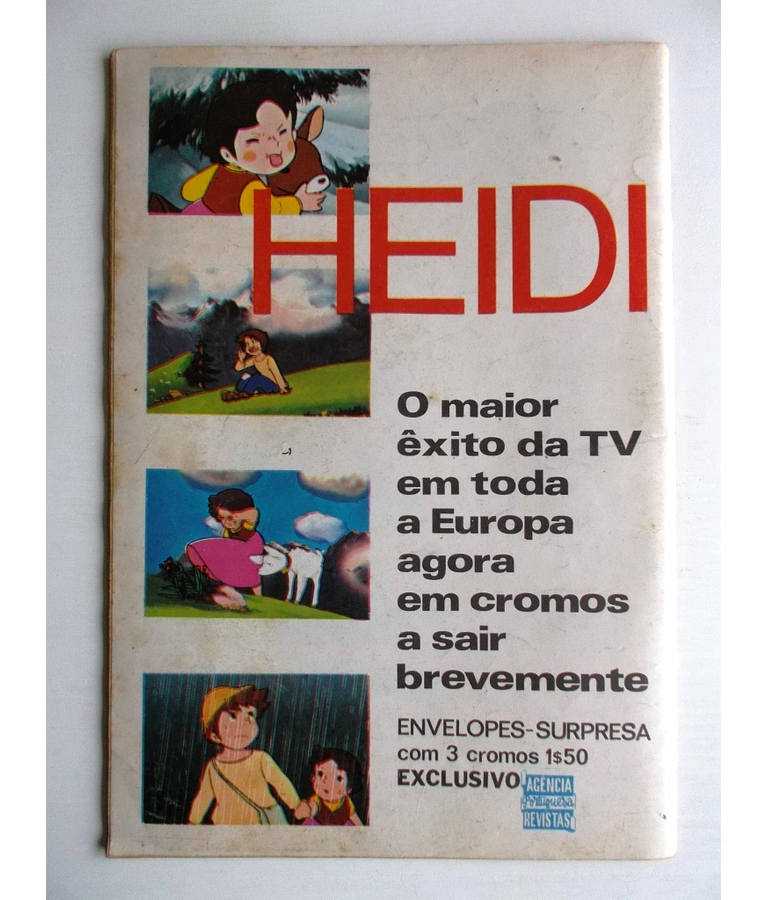 HEIDI
O maior
êxito da TV
em toda
a Europa
agora
em cromos
a sair
brevemente
ENVELOPES-SURPRESA
com 3 cromos 1$50
EXCLUSIVO
AGÊNCIA
portuguesa
REVISTAS